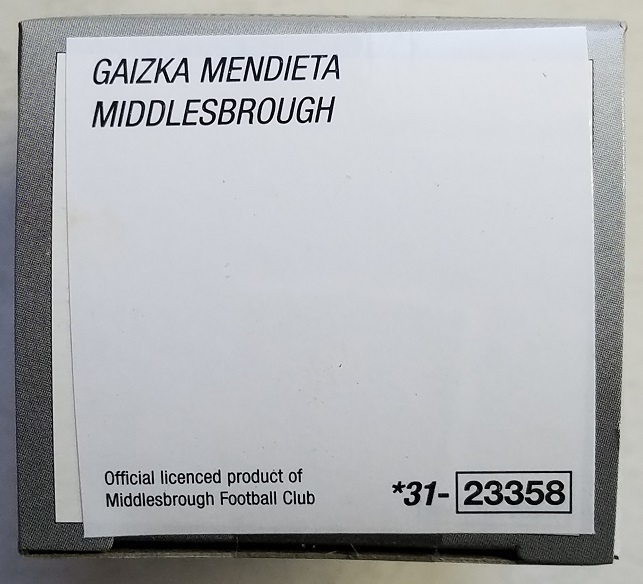 GAIZKA MENDIETA
MIDDLESBROUGH
Official licenced product of
Middlesbrough Football Club
*31- 23358